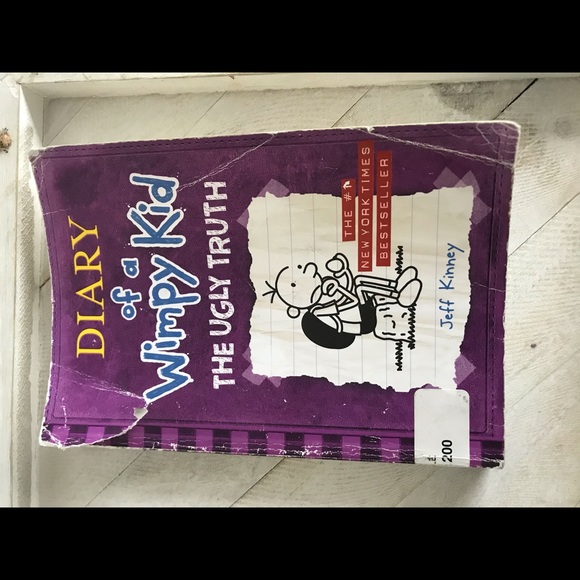 DIARY
of a
Wimpy Kid
THE UGLY TRUTH
THE #1
NEW YORK TIMES
BESTSELLER
Jeff Kinney
200